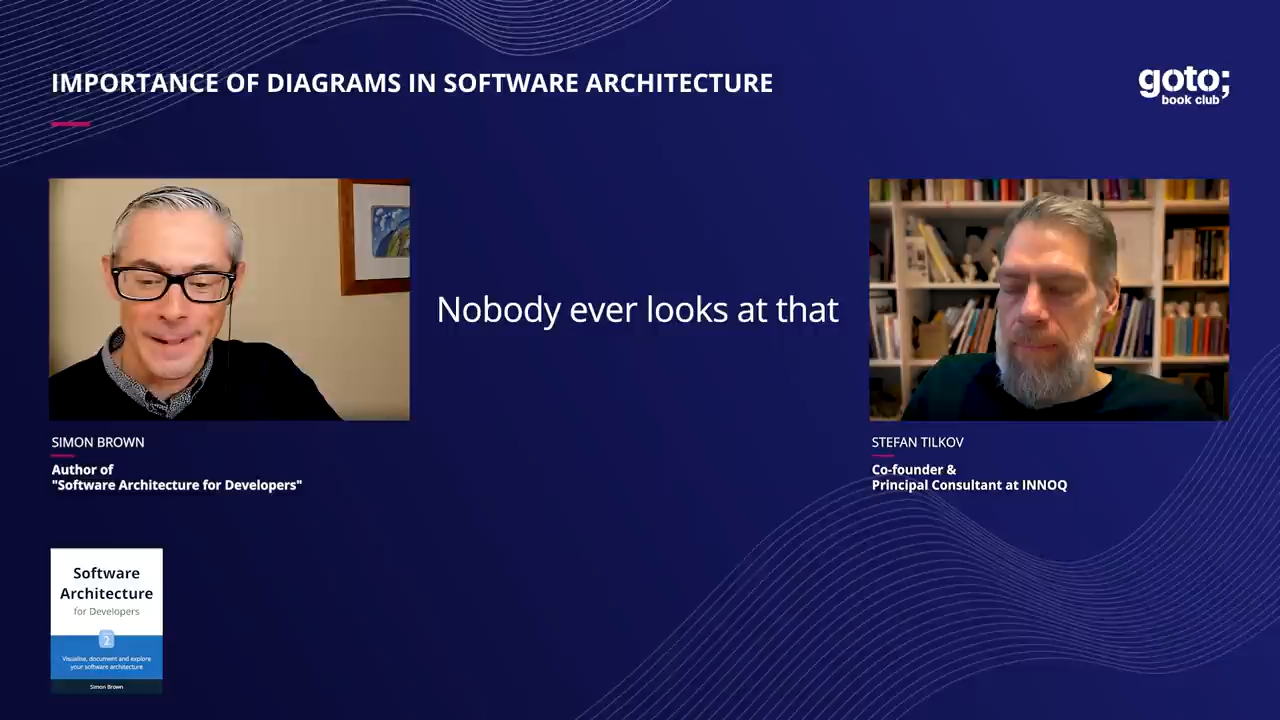 IMPORTANCE OF DIAGRAMS IN SOFTWARE ARCHITECTURE
goto;
book club
Nobody ever looks at that
SIMON BROWN
Author of
"Software Architecture for Developers"
STEFAN TILKOV
Co-founder &
Principal Consultant at INNOQ
Software
Architecture
for Developers
2
Visualise, document and explore
your software architecture
Simon Brown